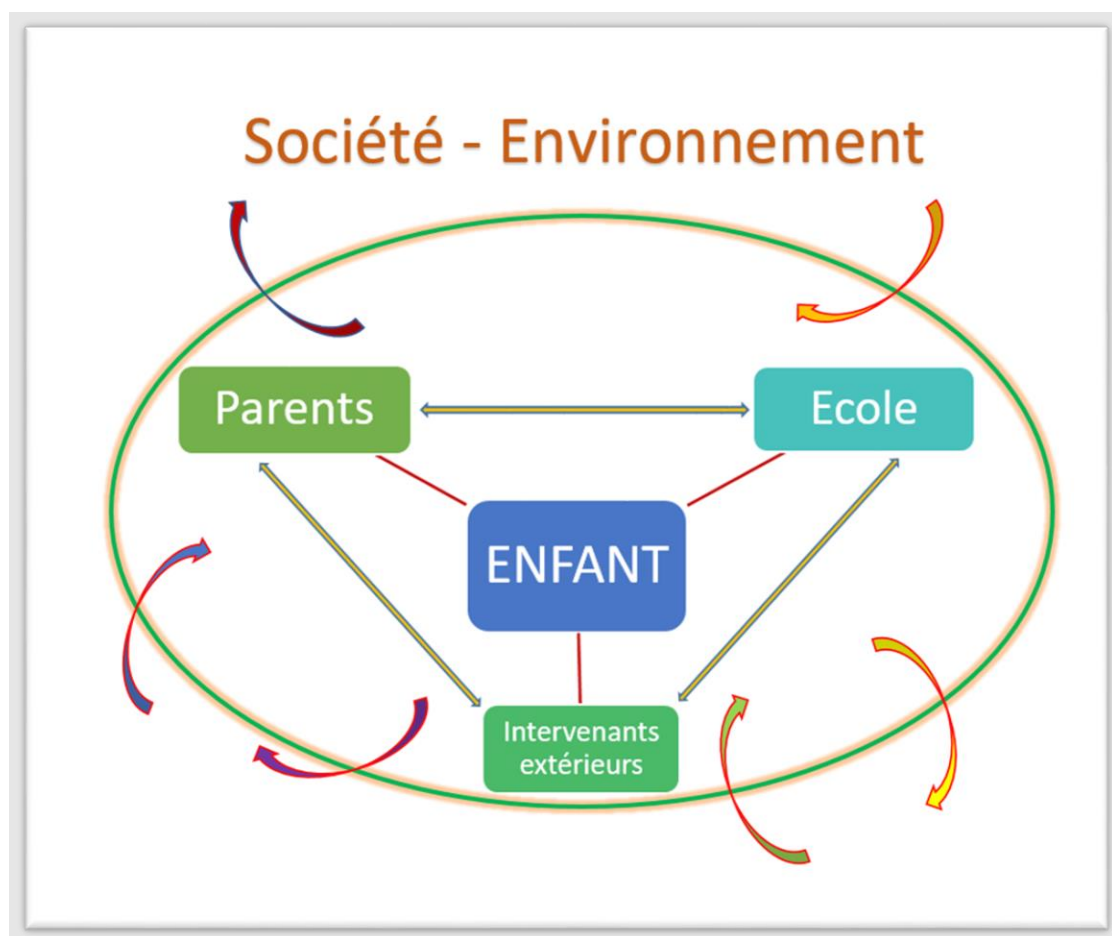 Société - Environnement
Parents
Ecole
ENFANT
Intervenants
extérieurs